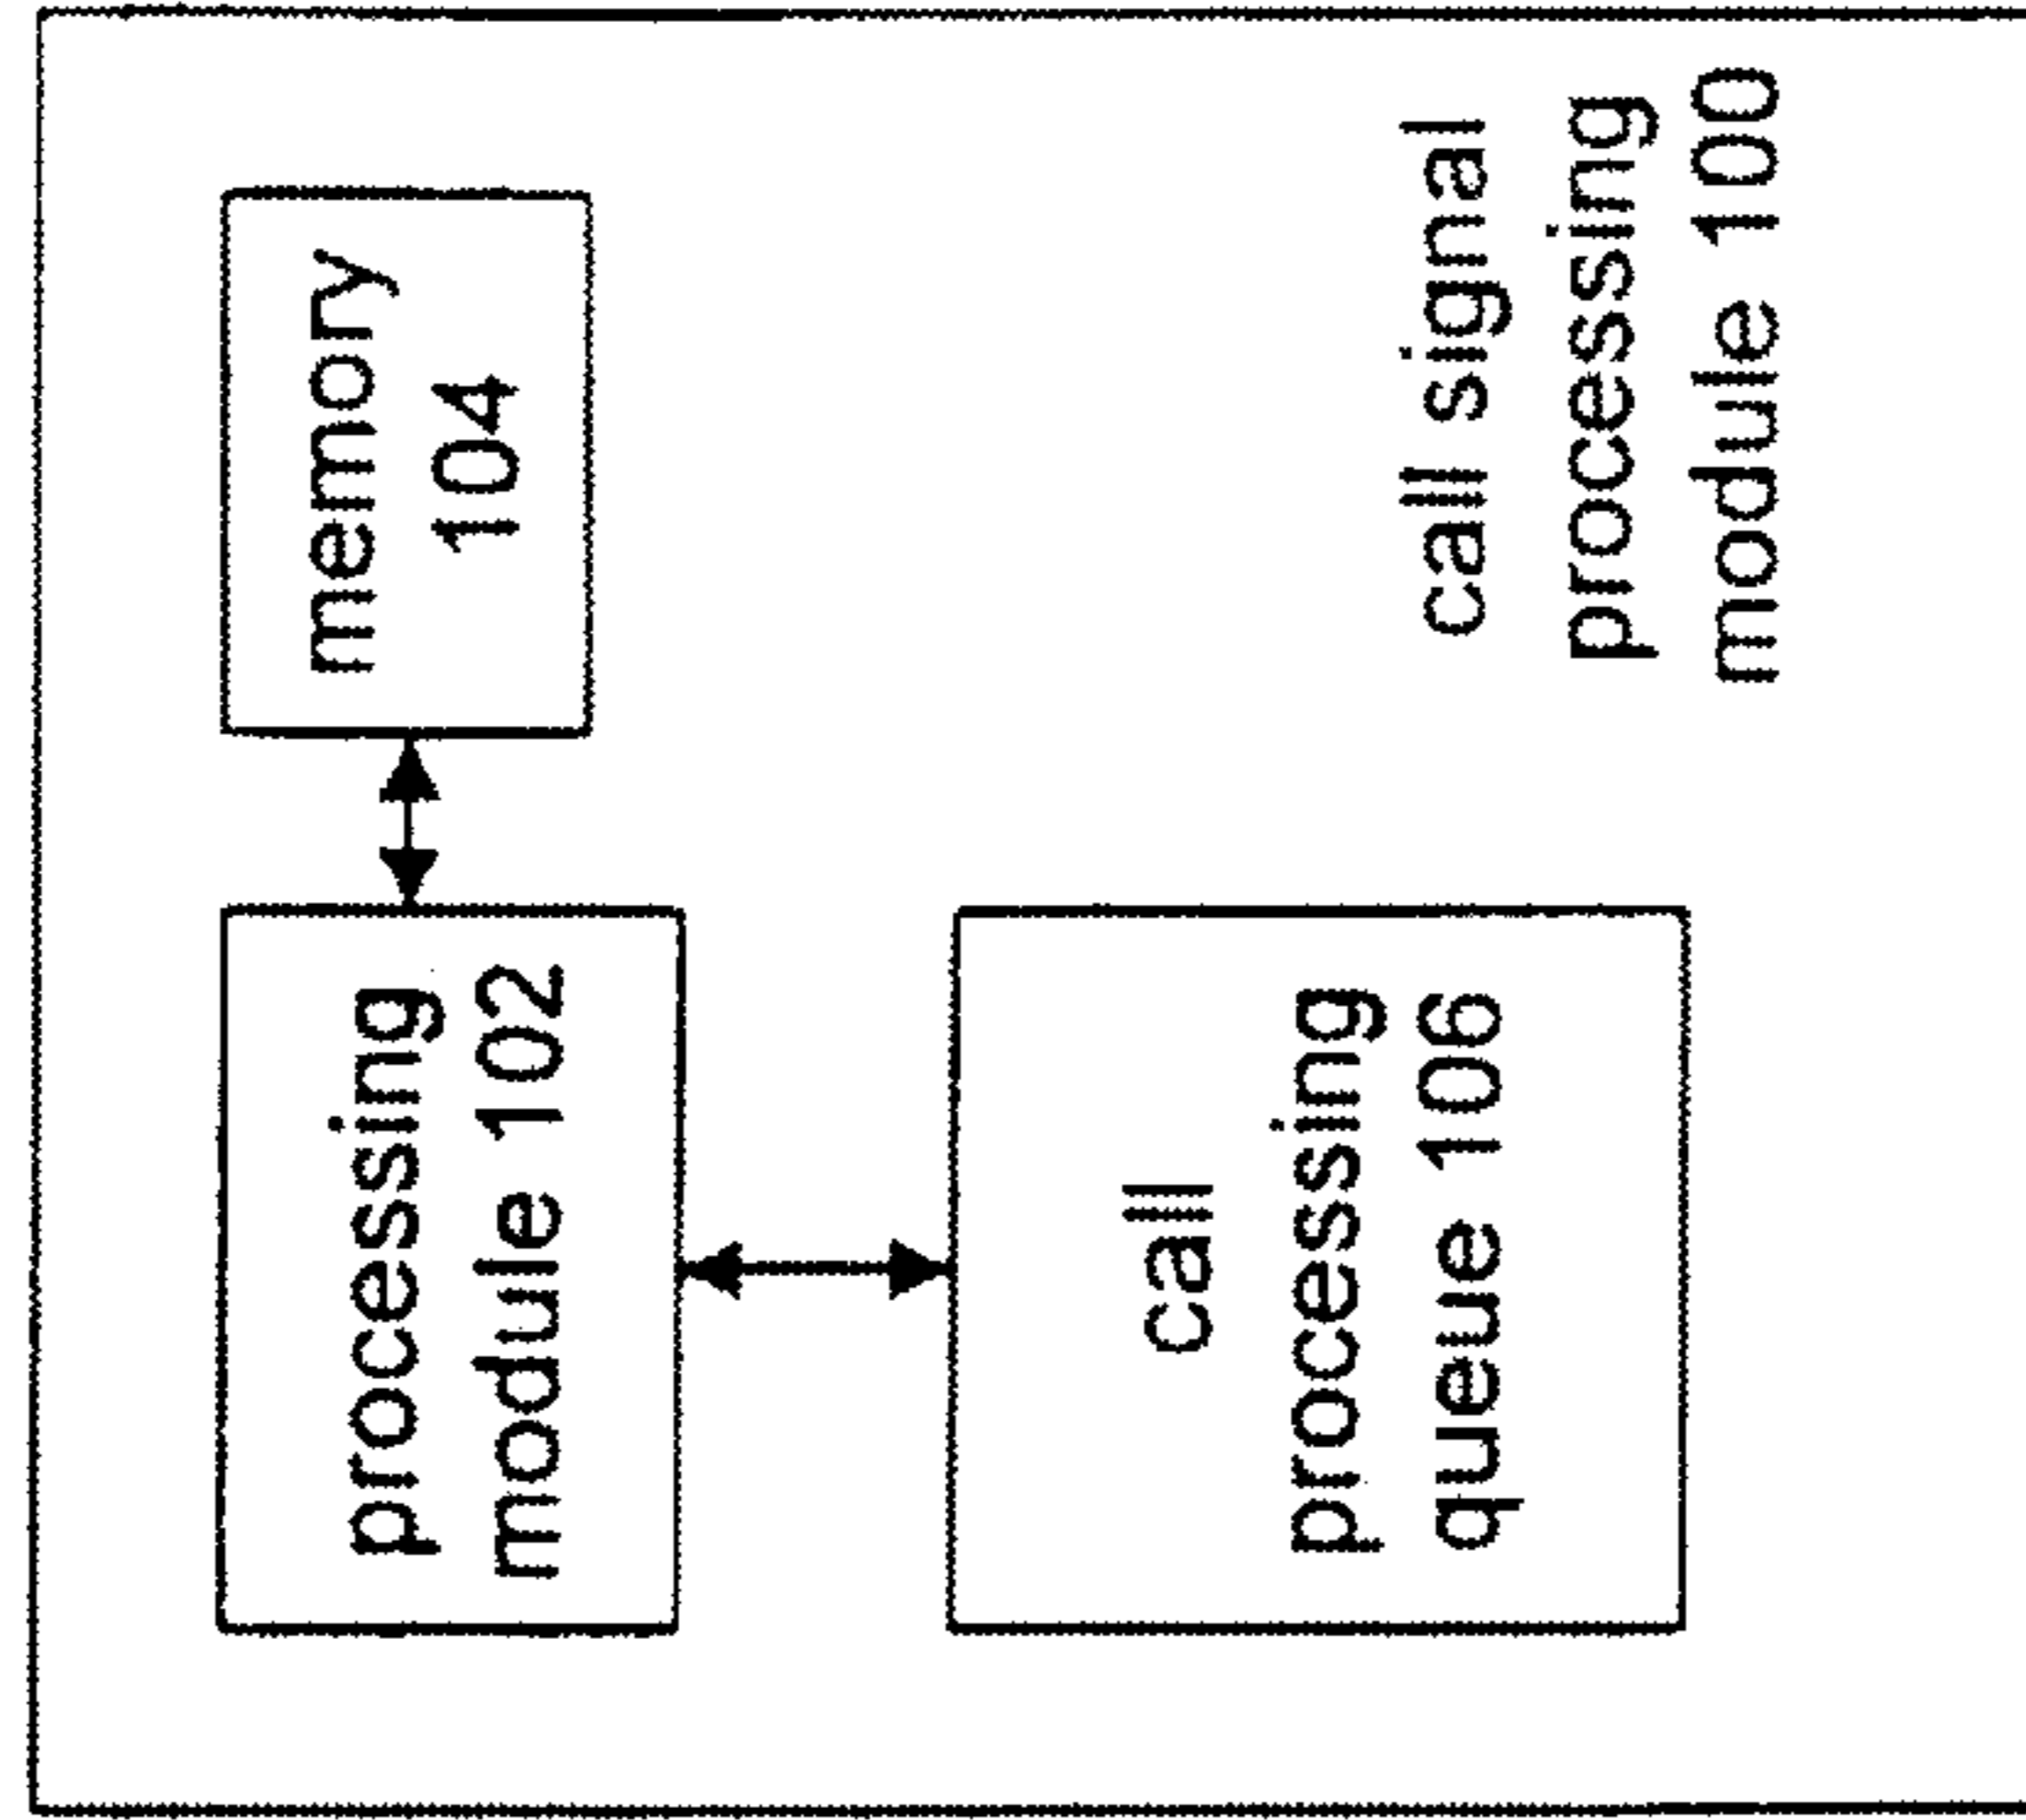 processing
module 102
memory
104
call
processing
queue 106
call signal
processing
module 100